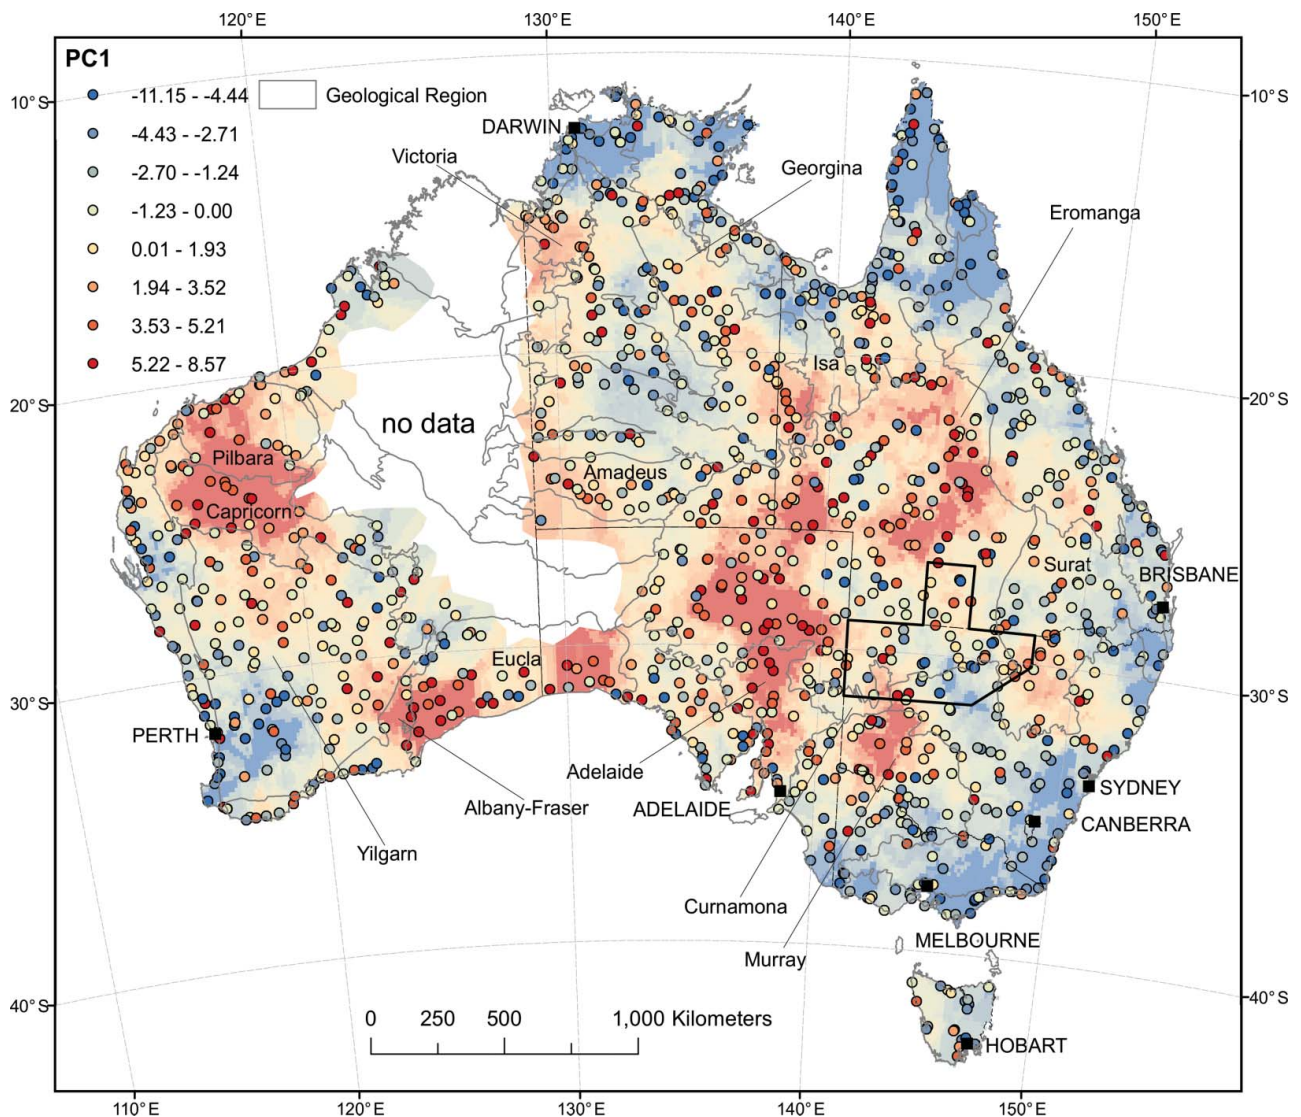 120°E 130°E 140°E 150°E
PC1
-11.15 - -4.44
Geological Region
-4.43 - -2.71
-2.70 - -1.24
-1.23 - 0.00
0.01 - 1.93
1.94 - 3.52
3.53 - 5.21
5.22 - 8.57
10°S
10°S
DARWIN
Victoria
Georgina
Eromanga
Isa
20°S
20°S
no data
Pilbara
Amadeus
Capricorn
Surat
BRISBANE
Eucla
30°S
30°S
PERTH
Adelaide
SYDNEY
Albany-Fraser
ADELAIDE
CANBERRA
Yilgarn
Curnamona
MELBOURNE
Murray
40°S
40°S
0 250 500 1,000 Kilometers
HOBART
110°E 120°E 130°E 140°E 150°E